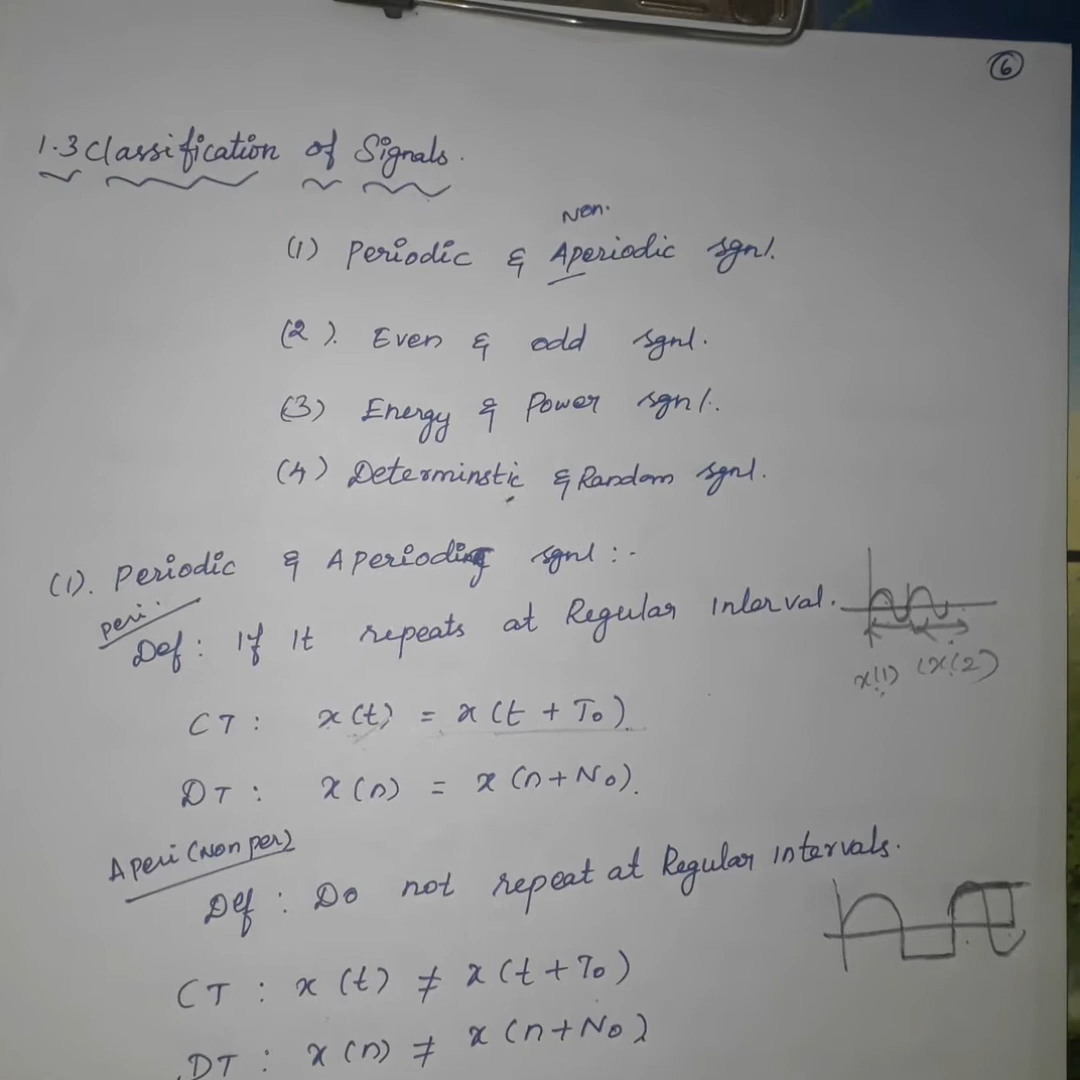 6
1.3 Classification of Signals.
Non.
(1) Periodic & Aperiodic sgnl.
(2). Even & odd sgnl.
(3) Energy & Power sgnl.
(4) Determinstic & Random sgnl.
(1). Periodic & Aperiodic sgnl :-
peri :
Def : If It repeats at Regular Interval.
x(1) (x(2)
CT : x(t) = x(t + T0).
DT : x(n) = x(n+N0).
Aperi (Non per)
Def : Do not repeat at Regular intervals.
CT : x(t) ≠ x(t+T0)
DT : x(n) ≠ x(n+N0)